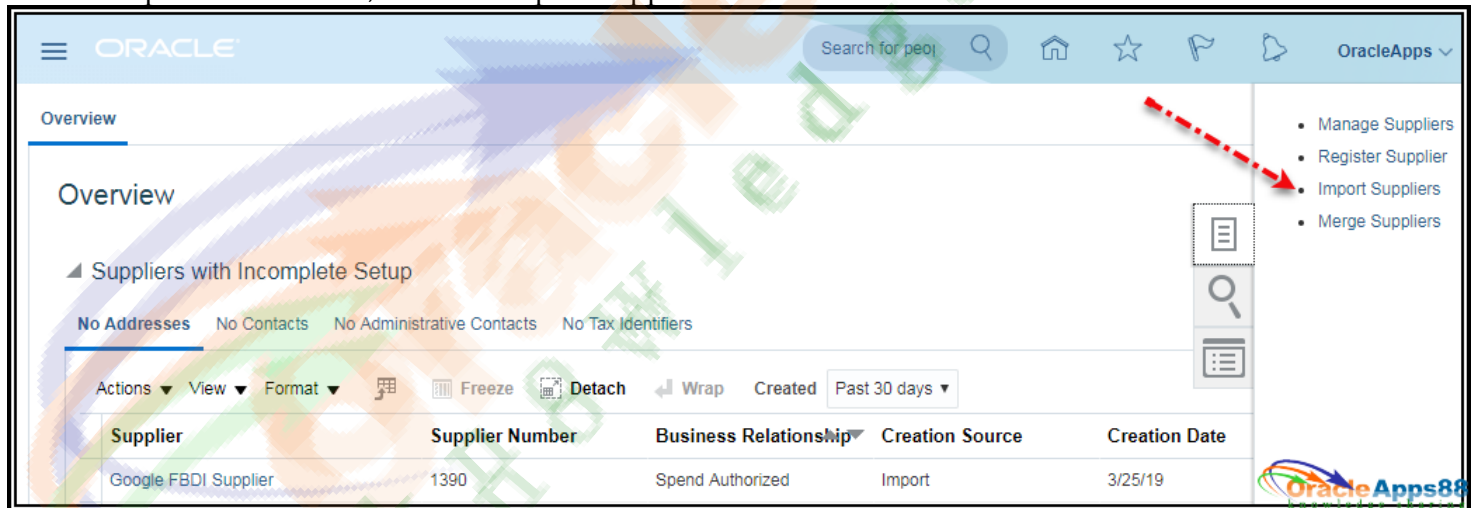 ORACLE
Search for peop
OracleApps
Overview
Manage Suppliers
Register Supplier
Import Suppliers
Merge Suppliers
Overview
Suppliers with Incomplete Setup
No Addresses No Contacts No Administrative Contacts No Tax Identifiers
Actions View Format Freeze Detach Wrap Created Past 30 days
Supplier Supplier Number Business Relationship Creation Source Creation Date
Google FBDI Supplier 1390 Spend Authorized Import 3/25/19
OracleApps88